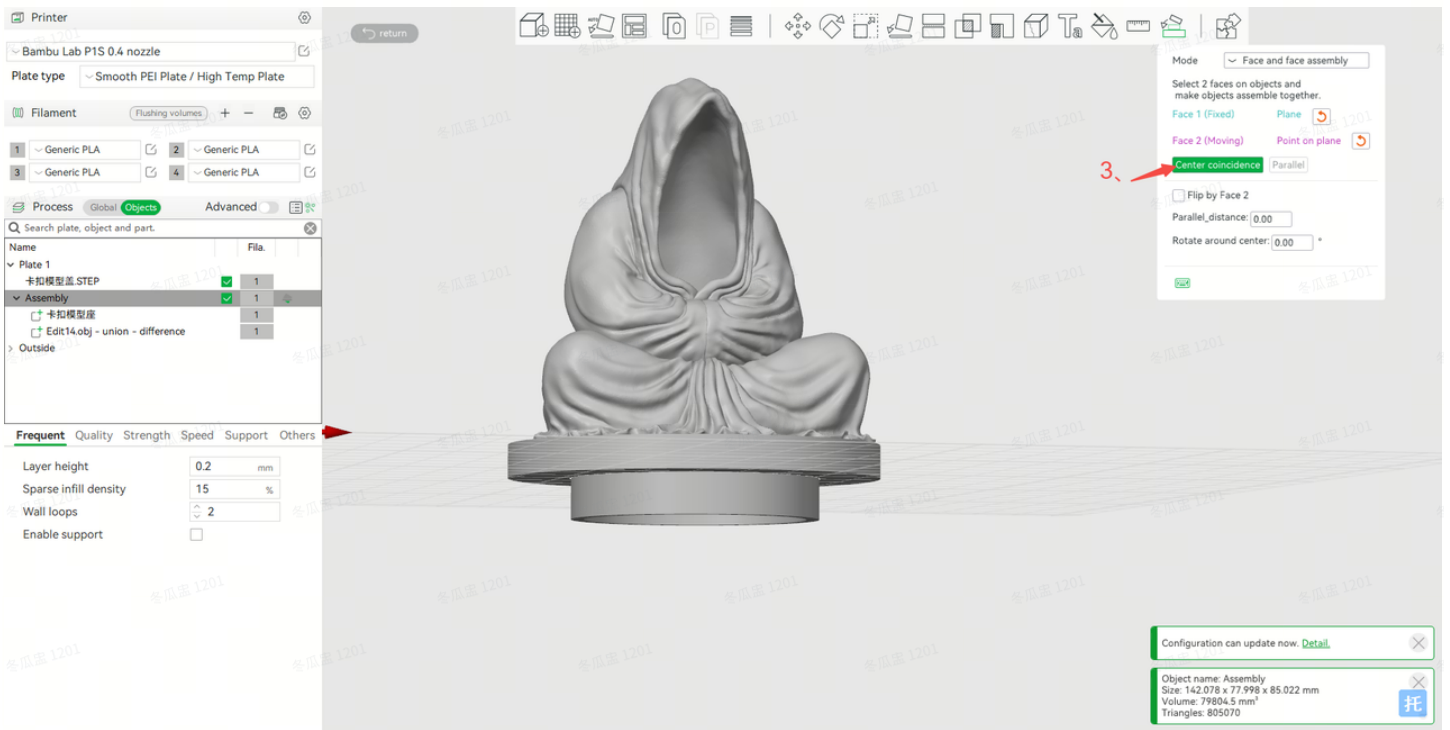 Printer
Bambu Lab P1S 0.4 nozzle
Plate type
Smooth PEI Plate / High Temp Plate
Filament
Flushing volumes
1 Generic PLA
2 Generic PLA
3 Generic PLA
4 Generic PLA
Process Global Objects Advanced
Search plate, object and part.
Name Fila.
Plate 1
卡扣模型盖.STEP 1
Assembly 1
卡扣模型座 1
Edit14.obj - union - difference 1
Outside
Frequent Quality Strength Speed Support Others
Layer height 0.2 mm
Sparse infill density 15 %
Wall loops 2
Enable support
return
Mode Face and face assembly
Select 2 faces on objects and
make objects assemble together.
Face 1 (Fixed) Plane
Face 2 (Moving) Point on plane
3、
Center coincidence Parallel
Flip by Face 2
Parallel_distance: 0.00
Rotate around center: 0.00 °
Configuration can update now. Detail.
Object name: Assembly
Size: 142.078 x 77.998 x 85.022 mm
Volume: 79804.5 mm³
Triangles: 805070
托
冬瓜蛮 1201